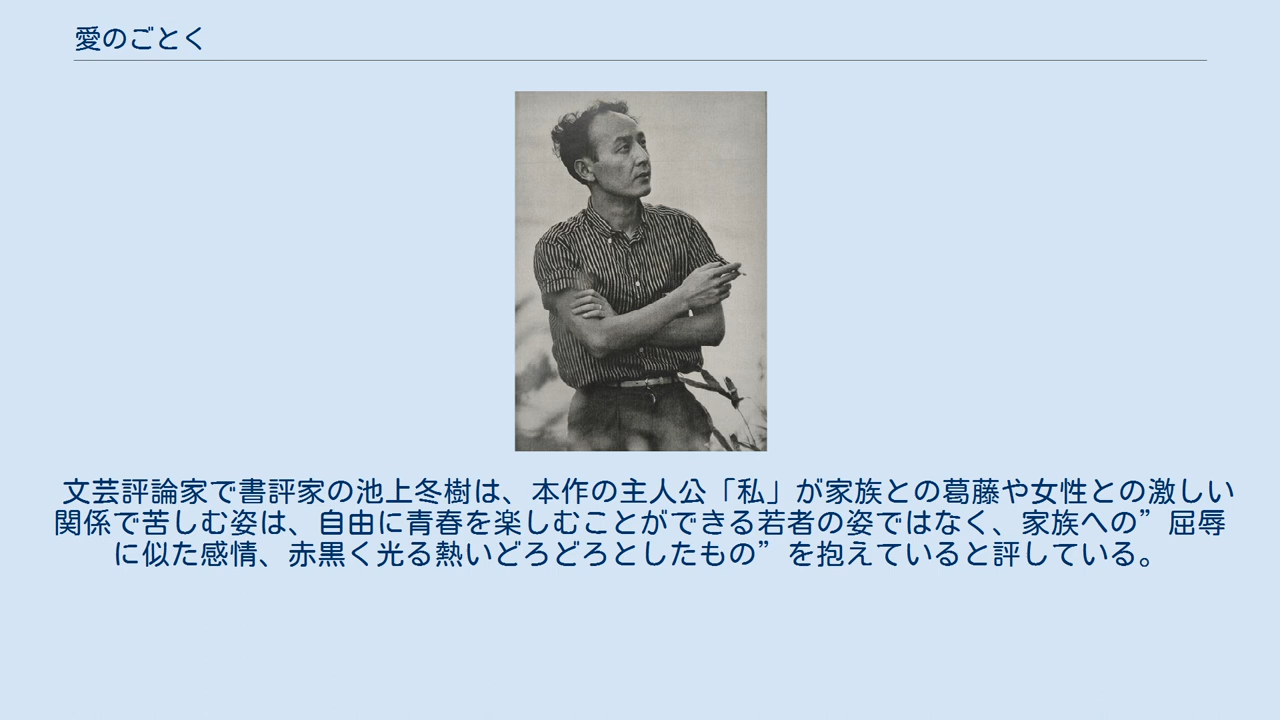 愛のごとく
文芸評論家で書評家の池上冬樹は、本作の主人公「私」が家族との葛藤や女性との激しい
関係で苦しむ姿は、自由に青春を楽しむことができる若者の姿ではなく、家族への”屈辱
に似た感情、赤黒く光る熱いどろどろとしたもの”を抱えていると評している。